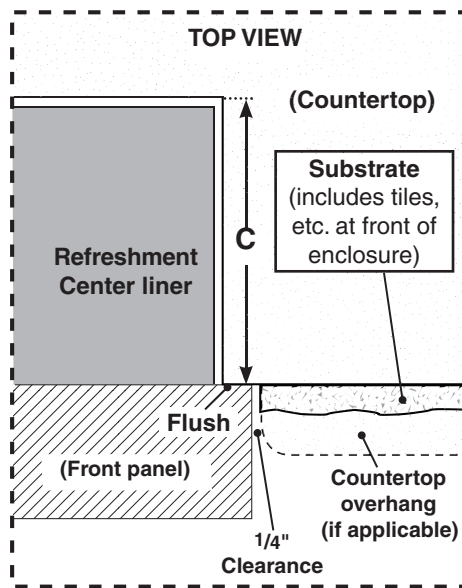 TOP VIEW
(Countertop)
Substrate
(includes tiles,
etc. at front of
enclosure)
C
Refreshment
Center liner
Flush
(Front panel)
Countertop
overhang
(if applicable)
1/4"
Clearance